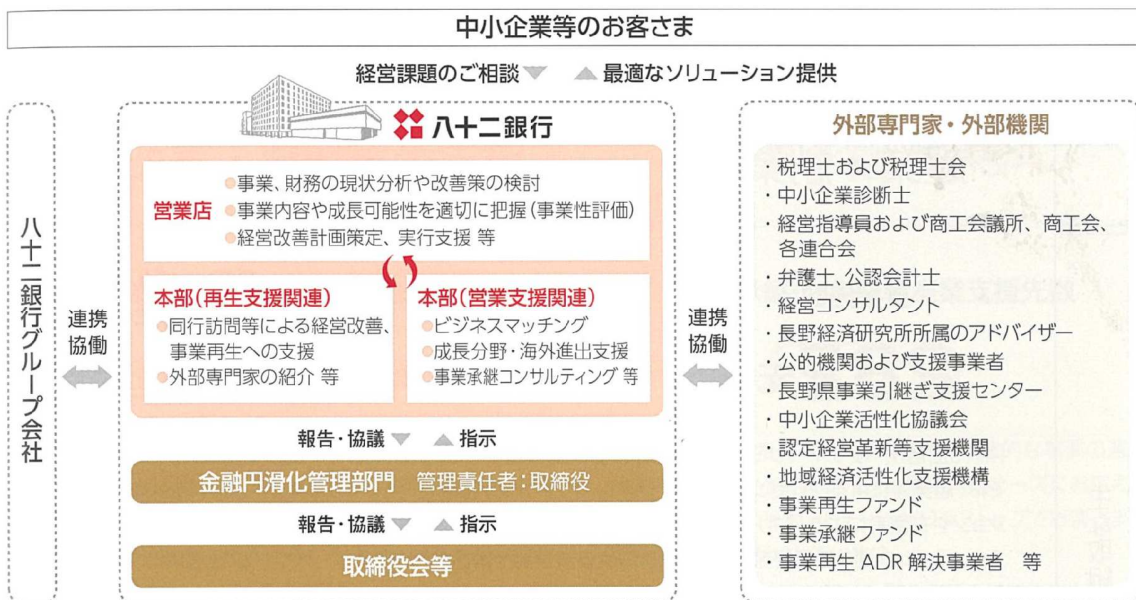 中小企業等のお客さま
経営課題のご相談▼ ▲最適なソリューション提供
八十二銀行グループ会社
連携
協働
八十二銀行
営業店
●事業、財務の現状分析や改善策の検討
●事業内容や成長可能性を適切に把握(事業性評価)
●経営改善計画策定、実行支援 等
本部(再生支援関連)
●同行訪問等による経営改善、
事業再生への支援
●外部専門家の紹介 等
本部(営業支援関連)
●ビジネスマッチング
●成長分野・海外進出支援
●事業承継コンサルティング 等
報告・協議▼ ▲指示
金融円滑化管理部門 管理責任者:取締役
報告・協議▼ ▲指示
取締役会等
連携
協働
外部専門家・外部機関
・税理士および税理士会
・中小企業診断士
・経営指導員および商工会議所、商工会、
各連合会
・弁護士、公認会計士
・経営コンサルタント
・長野経済研究所所属のアドバイザー
・公的機関および支援事業者
・長野県事業引継ぎ支援センター
・中小企業活性化協議会
・認定経営革新等支援機関
・地域経済活性化支援機構
・事業再生ファンド
・事業承継ファンド
・事業再生 ADR 解決事業者 等